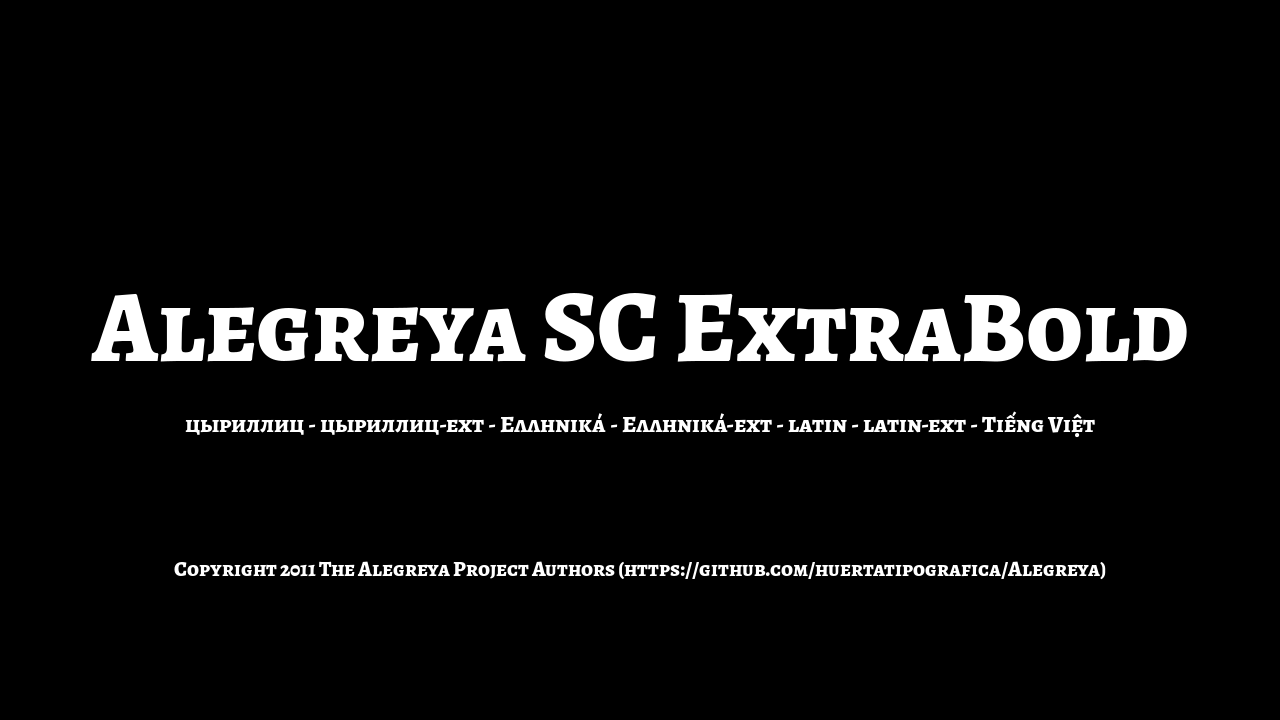 Alegreya SC ExtraBold
цыриллиц - цыриллиц-ext - Ελληνικά - Ελληνικά-ext - latin - latin-ext - Tiếng Việt
Copyright 2011 The Alegreya Project Authors (https://github.com/huertatipografica/Alegreya)